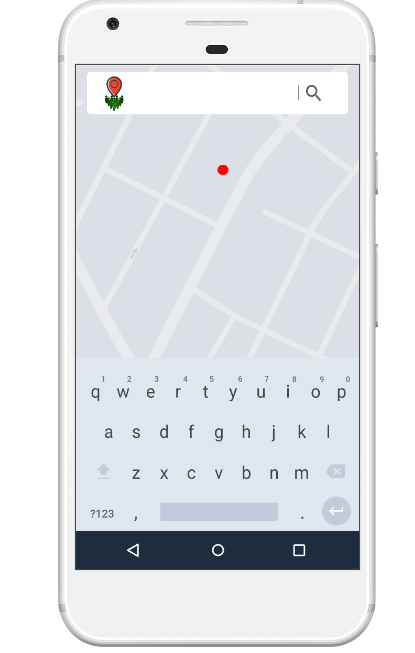 1 2 3 4 5 6 7 8 9 0
q w e r t y u i o p
a s d f g h j k l
z x c v b n m
?123 , .